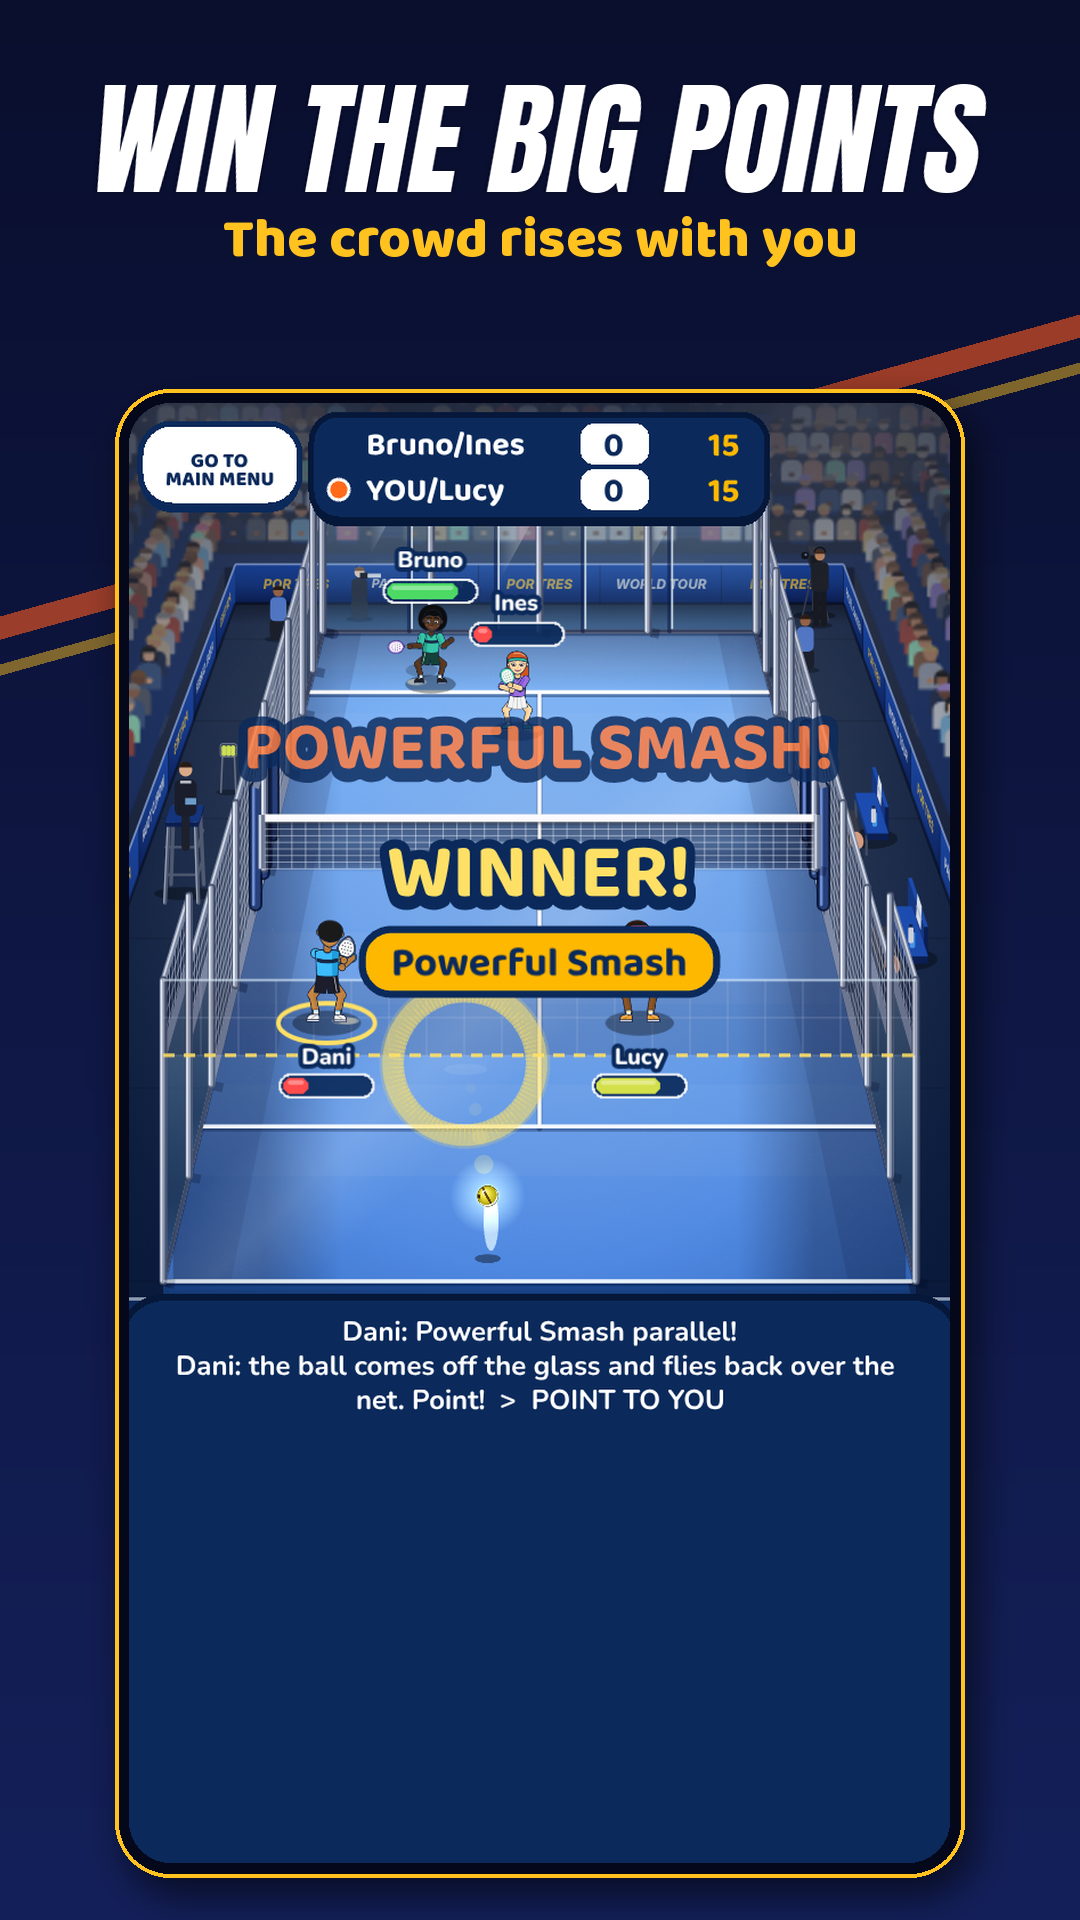 WIN THE BIG POINTS
The crowd rises with you
GO TO
MAIN MENU
Bruno/Ines 0 15
YOU/Lucy 0 15
Bruno
Ines
WORLD TOUR
POWERFUL SMASH!
WINNER!
Powerful Smash
Dani
Lucy
Dani: Powerful Smash parallel!
Dani: the ball comes off the glass and flies back over the
net. Point! > POINT TO YOU